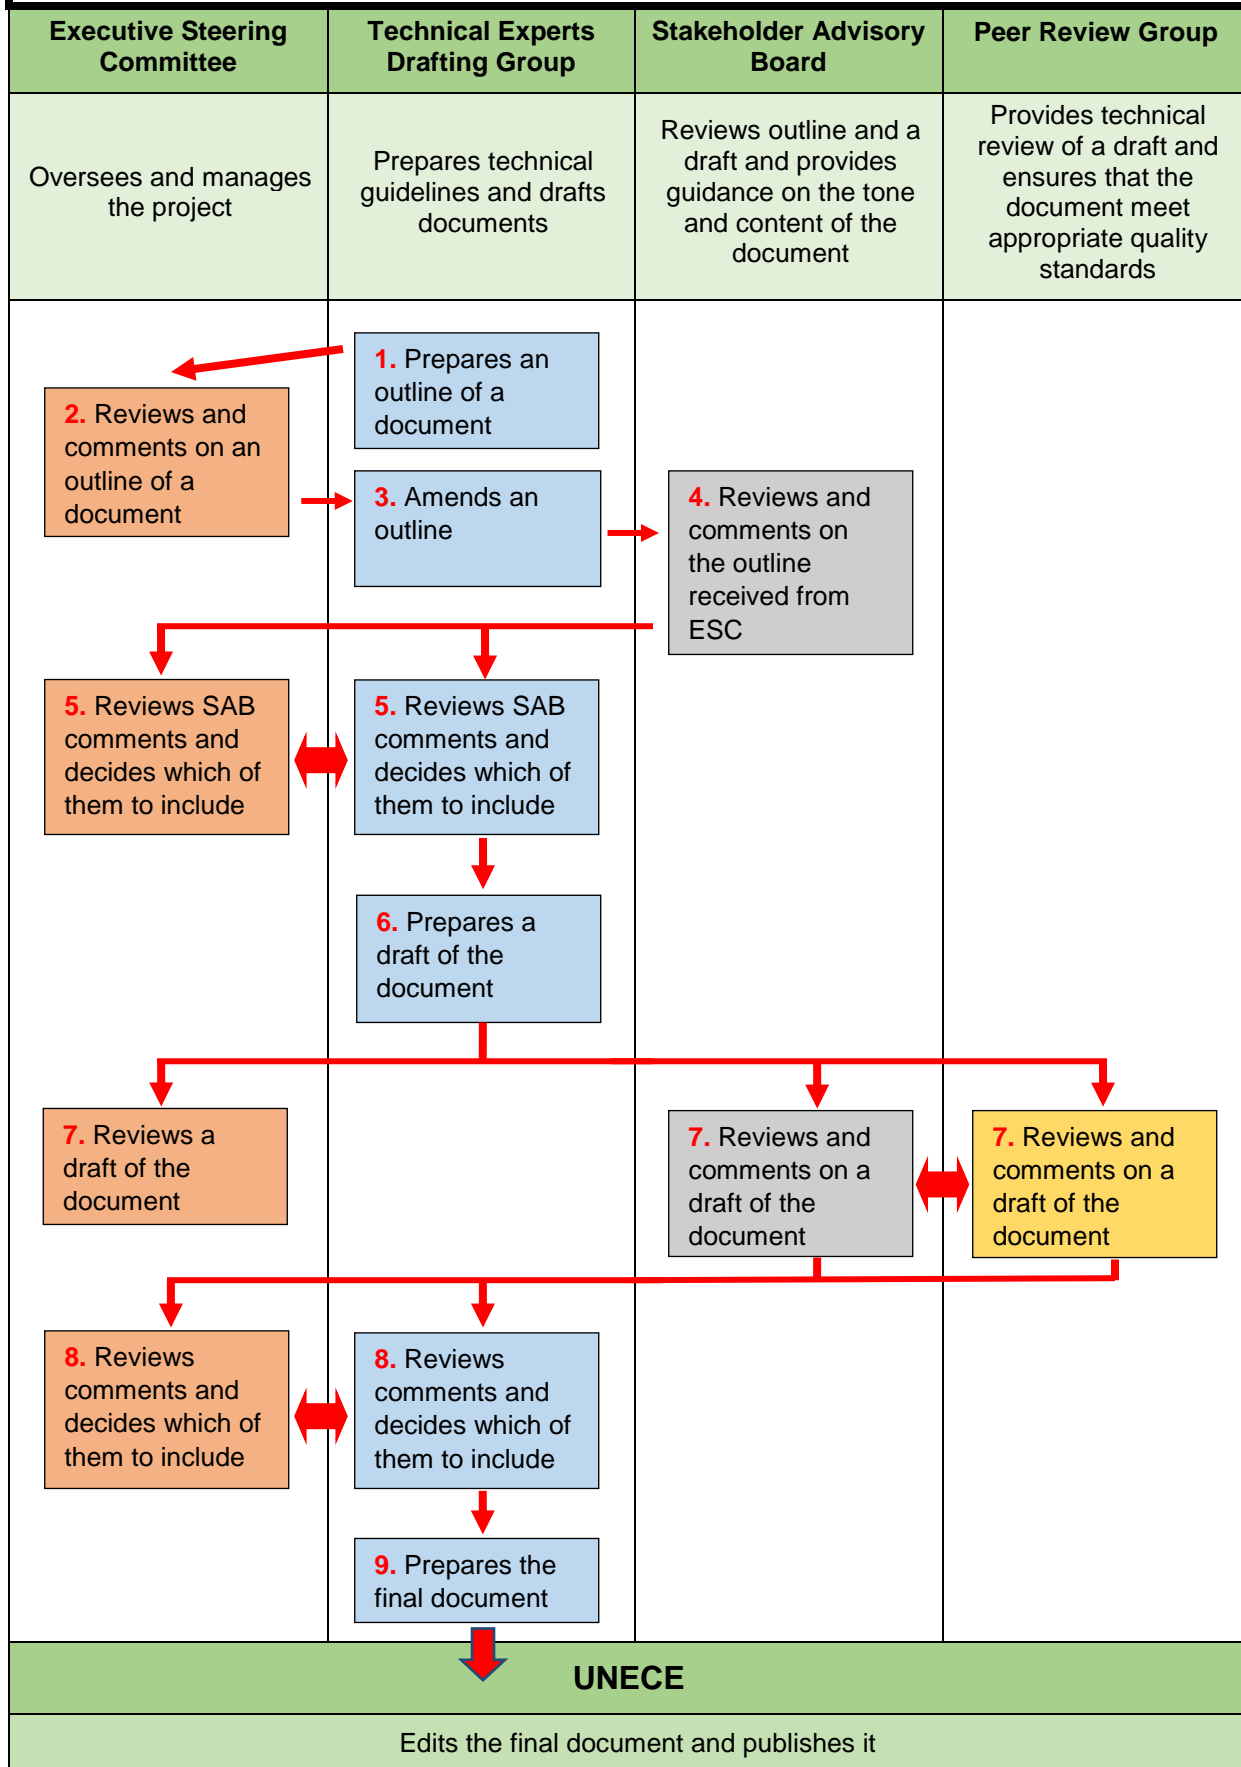 Executive Steering
Committee
Technical Experts
Drafting Group
Stakeholder Advisory
Board
Peer Review Group
Oversees and manages
the project
Prepares technical
guidelines and drafts
documents
Reviews outline and a
draft and provides
guidance on the tone
and content of the
document
Provides technical
review of a draft and
ensures that the
document meet
appropriate quality
standards
1. Prepares an
outline of a
document
2. Reviews and
comments on an
outline of a
document
3. Amends an
outline
4. Reviews and
comments on
the outline
received from
ESC
5. Reviews SAB
comments and
decides which of
them to include
5. Reviews SAB
comments and
decides which of
them to include
6. Prepares a
draft of the
document
7. Reviews a
draft of the
document
7. Reviews and
comments on a
draft of the
document
7. Reviews and
comments on a
draft of the
document
8. Reviews
comments and
decides which of
them to include
8. Reviews
comments and
decides which of
them to include
9. Prepares the
final document
UNECE
Edits the final document and publishes it